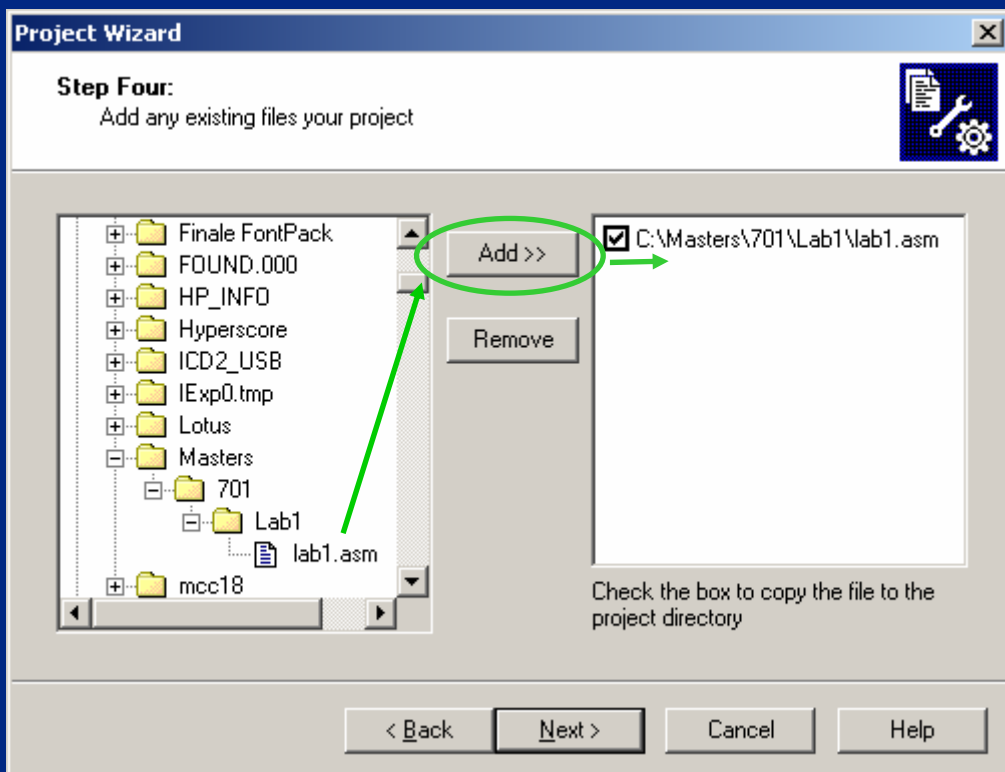 Project Wizard
Step Four:
Add any existing files your project
Finale FontPack
FOUND.000
HP_INFO
Hyperscore
ICD2_USB
IExp0.tmp
Lotus
Masters
701
Lab1
lab1.asm
mcc18
Add >>
Remove
C:\Masters\701\Lab1\lab1.asm
Check the box to copy the file to the
project directory
< Back
Next >
Cancel
Help